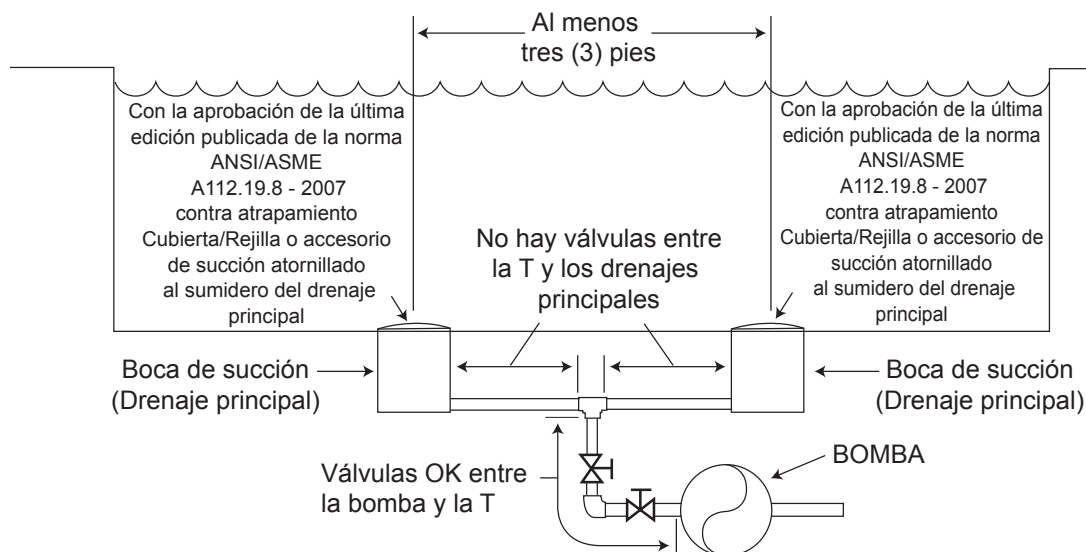 Al menos
tres (3) pies
Con la aprobación de la última
edición publicada de la norma
ANSI/ASME
A112.19.8 - 2007
contra atrapamiento
Cubierta/Rejilla o accesorio
de succión atornillado
al sumidero del drenaje
principal
Con la aprobación de la última
edición publicada de la norma
ANSI/ASME
A112.19.8 - 2007
contra atrapamiento
Cubierta/Rejilla o accesorio de
succión atornillado
al sumidero del drenaje
principal
No hay válvulas entre
la T y los drenajes
principales
Boca de succión
(Drenaje principal)
Boca de succión
(Drenaje principal)
Válvulas OK entre
la bomba y la T
BOMBA